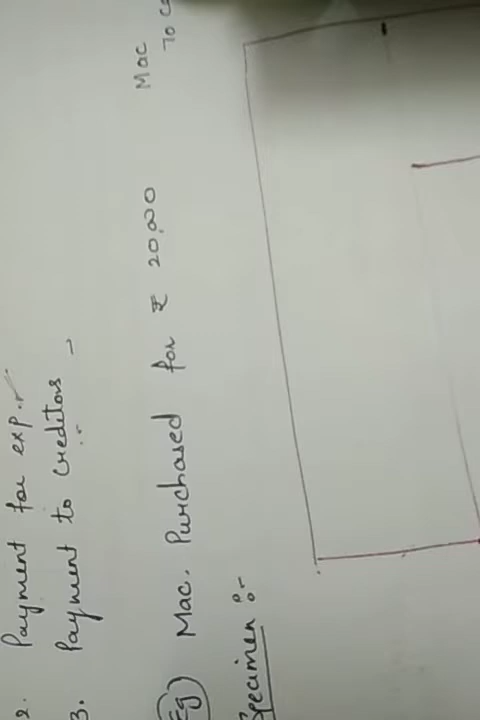 2. Payment for exp.
3. Payment to Creditors -
Eg) Mac. Purchased for ₹ 20,000 Mac
To C
Specimen :-